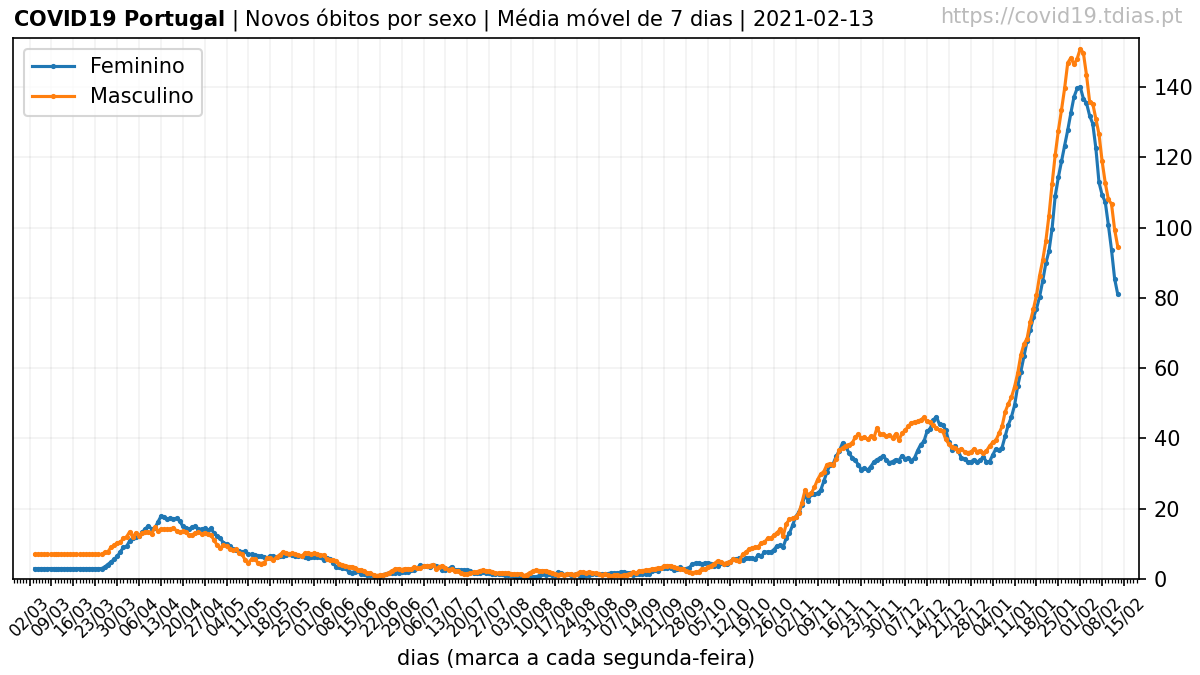 COVID19 Portugal | Novos óbitos por sexo | Média móvel de 7 dias | 2021-02-13
https://covid19.tdias.pt
Feminino
Masculino
140
120
100
80
60
40
20
0
02/03 09/03 16/03 23/03 30/03 06/04 13/04 20/04 27/04 04/05 11/05 18/05 25/05 01/06 08/06 15/06 22/06 29/06 06/07 13/07 20/07 27/07 03/08 10/08 17/08 24/08 31/08 07/09 14/09 21/09 28/09 05/10 12/10 19/10 26/10 02/11 09/11 16/11 23/11 30/11 07/12 14/12 21/12 28/12 04/01 11/01 18/01 25/01 01/02 08/02 15/02
dias (marca a cada segunda-feira)